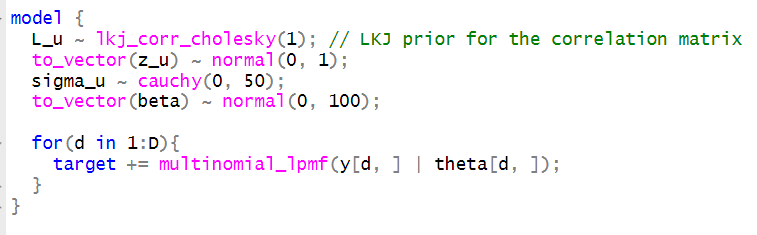 model {
  L_u ~ lkj_corr_cholesky(1); // LKJ prior for the correlation matrix
  to_vector(z_u) ~ normal(0, 1);
  sigma_u ~ cauchy(0, 50);
  to_vector(beta) ~ normal(0, 100);

  for(d in 1:D){
    target += multinomial_lpmf(y[d, ] | theta[d, ]);
  }
}